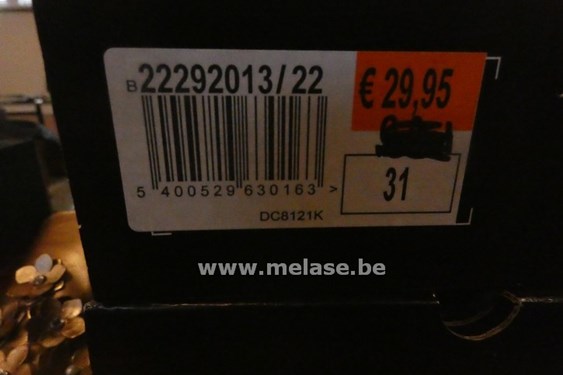 B 22292013/22
€ 29,95
5 400529 630163 >
31
DC8121K
www.melase.be